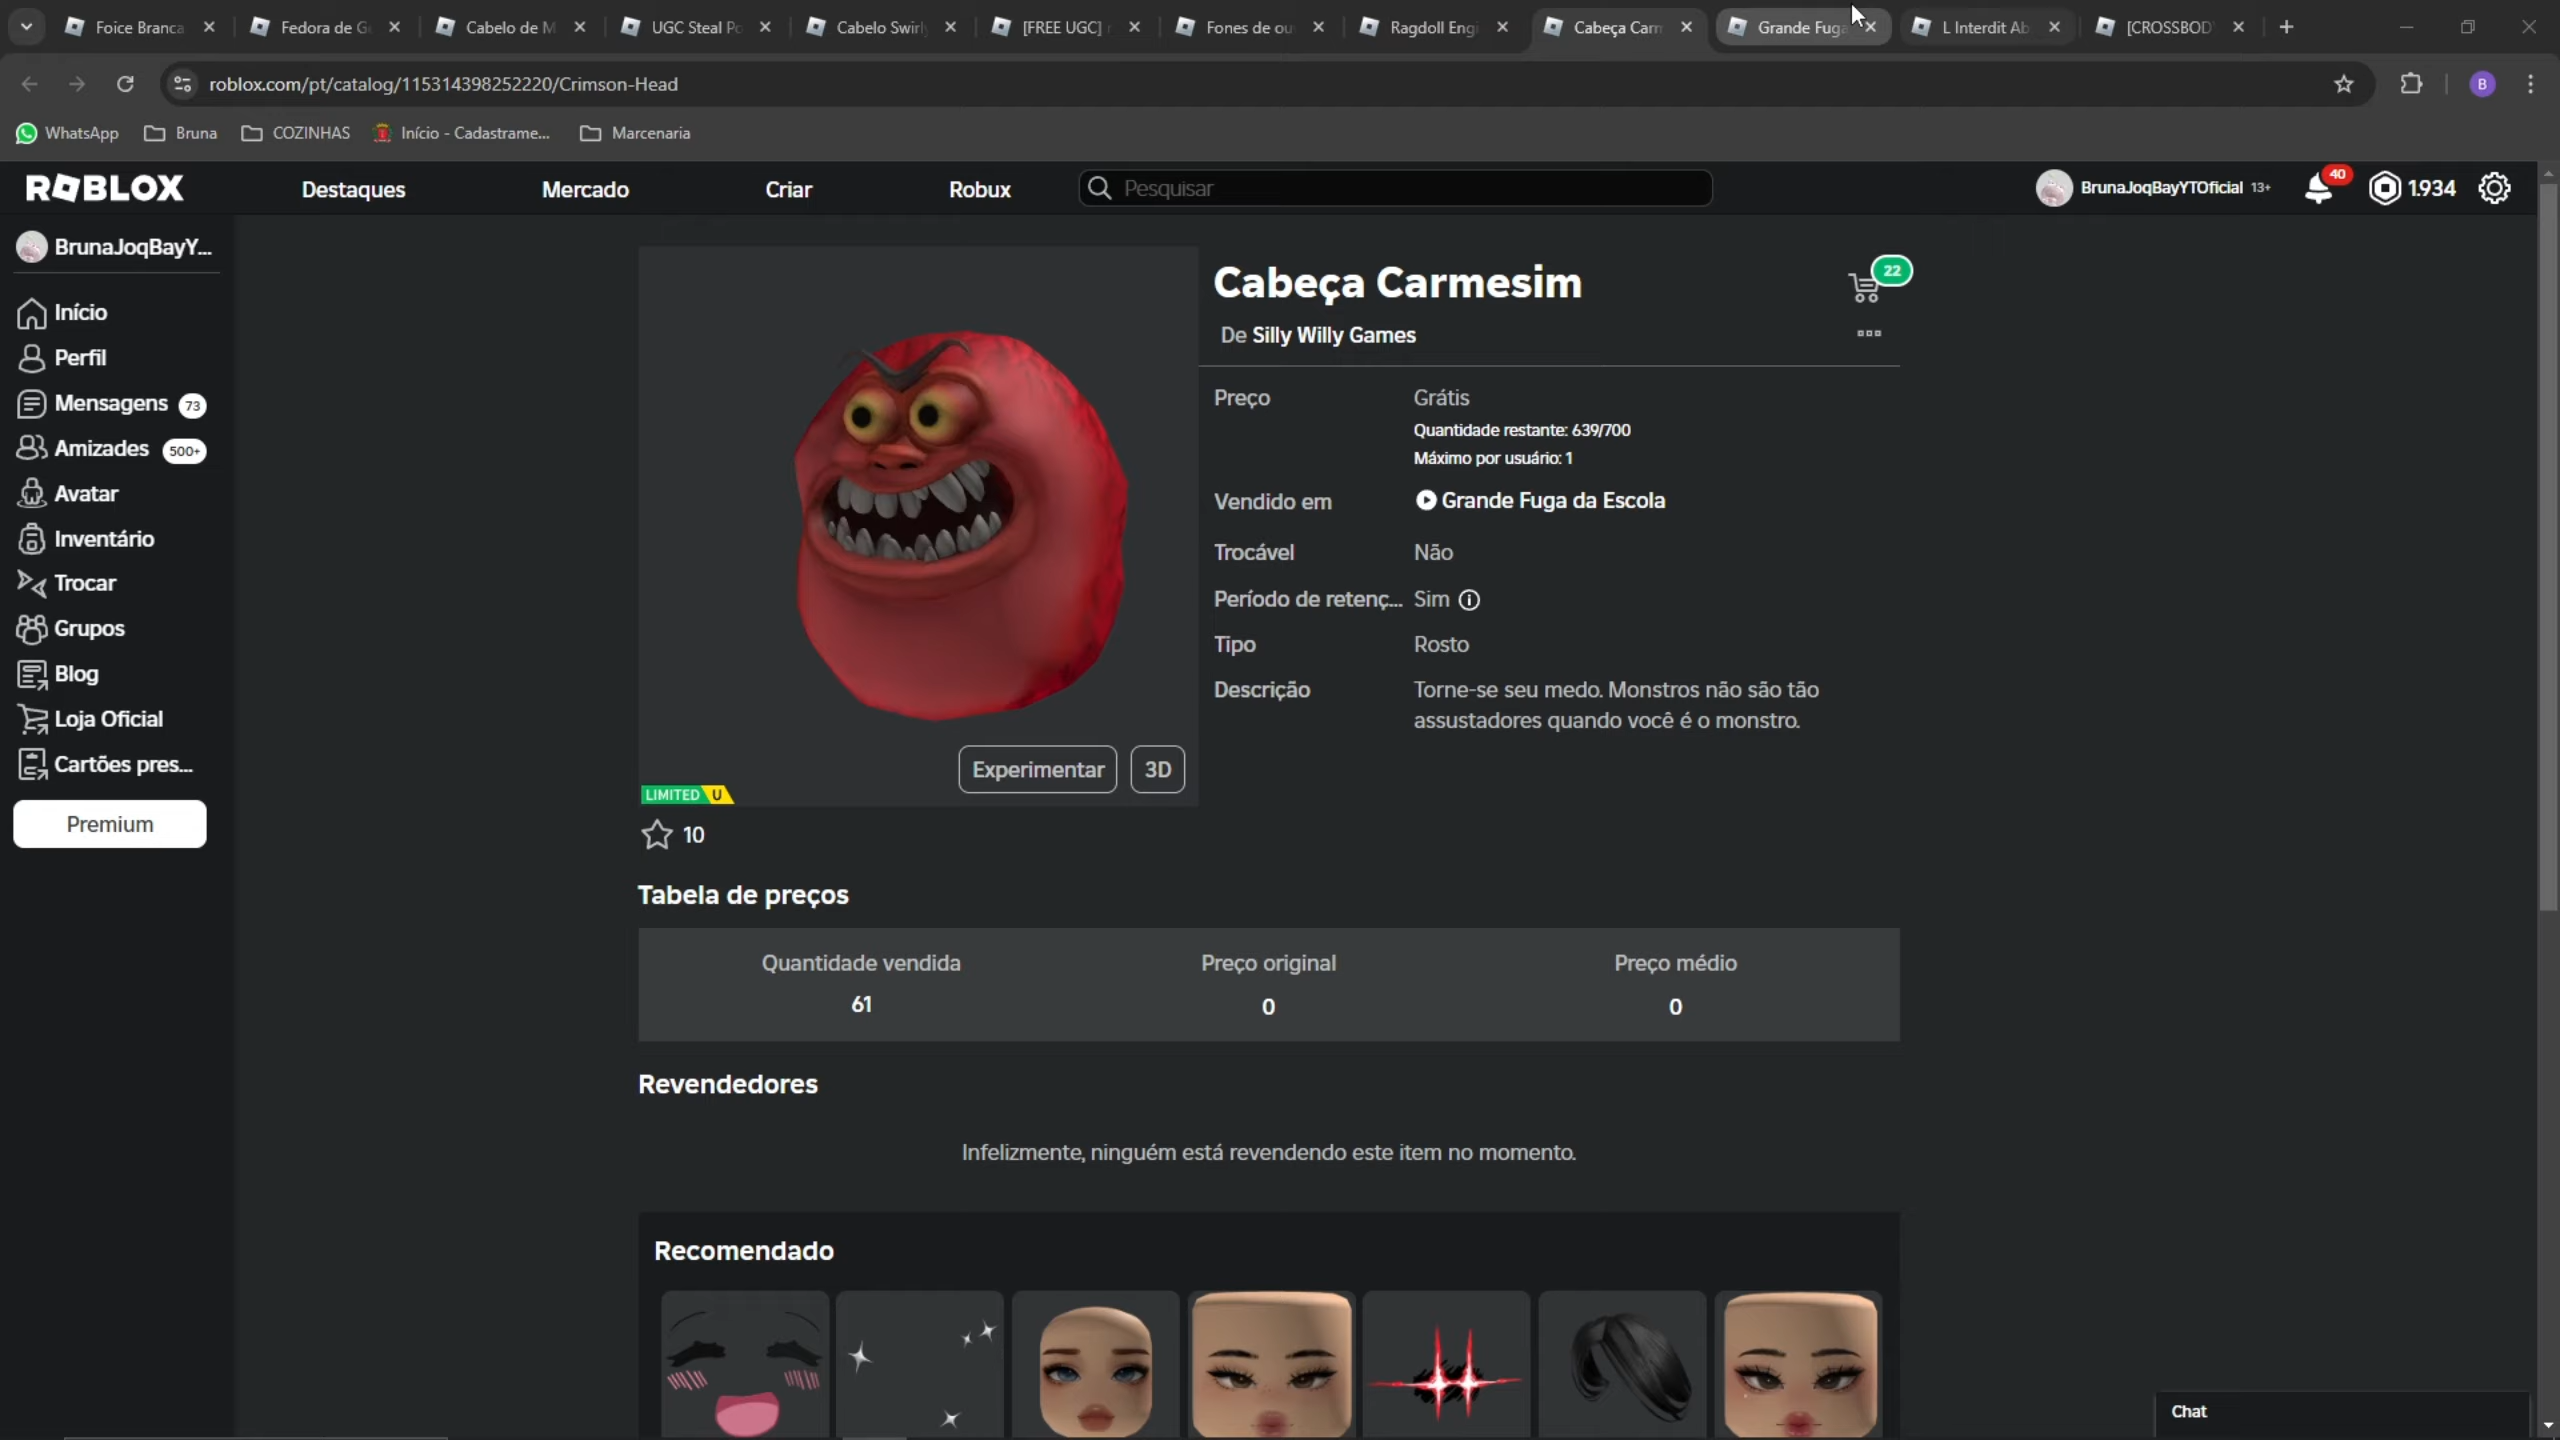 Foice Branca
Fedora de G
Cabelo de M
UGC Steal Po
Cabelo Swirl
[FREE UGC] r
Fones de ou
Ragdoll Engi
Cabeça Carm
Grande Fuga
L Interdit Ab
[CROSSBODY
roblox.com/pt/catalog/115314398252220/Crimson-Head
B
WhatsApp
Bruna
COZINHAS
Início - Cadastrame...
Marcenaria
ROBLOX
Destaques
Mercado
Criar
Robux
Pesquisar
BrunaJoqBayYTOficial 13+
40
1.934
BrunaJoqBayY...
Início
Perfil
Mensagens 73
Amizades 500+
Avatar
Inventário
Trocar
Grupos
Blog
Loja Oficial
Cartões pres...
Premium
Cabeça Carmesim
22
De Silly Willy Games
Preço Grátis
Quantidade restante: 639/700
Máximo por usuário: 1
Vendido em Grande Fuga da Escola
Trocável Não
Período de retenç... Sim
Tipo Rosto
Descrição Torne-se seu medo. Monstros não são tão
assustadores quando você é o monstro.
Experimentar 3D
LIMITED U
10
Tabela de preços
Quantidade vendida Preço original Preço médio
61 0 0
Revendedores
Infelizmente, ninguém está revendendo este item no momento.
Recomendado
Chat